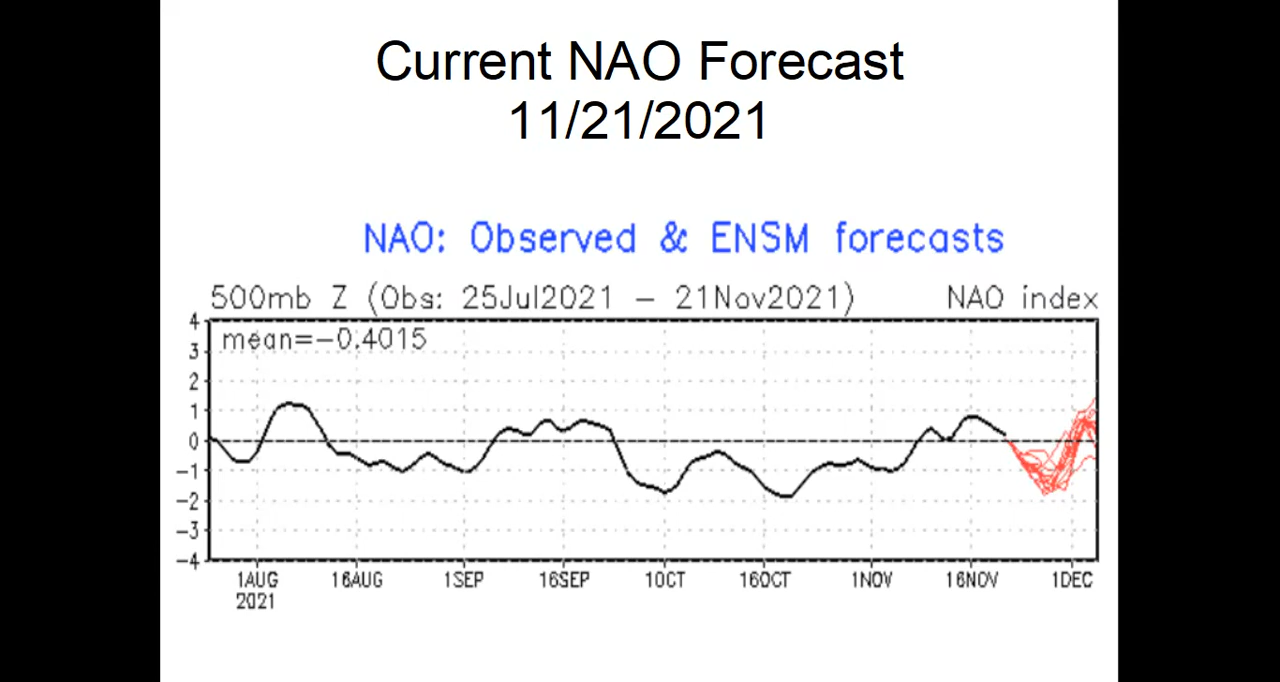 Current NAO Forecast
11/21/2021
NAO: Observed & ENSM forecasts
500mb Z (Obs: 25Jul2021 – 21Nov2021) NAO index
mean=-0.4015
4
3
2
1
0
-1
-2
-3
-4
1AUG 16AUG 1SEP 16SEP 1OCT 16OCT 1NOV 16NOV 1DEC
2021